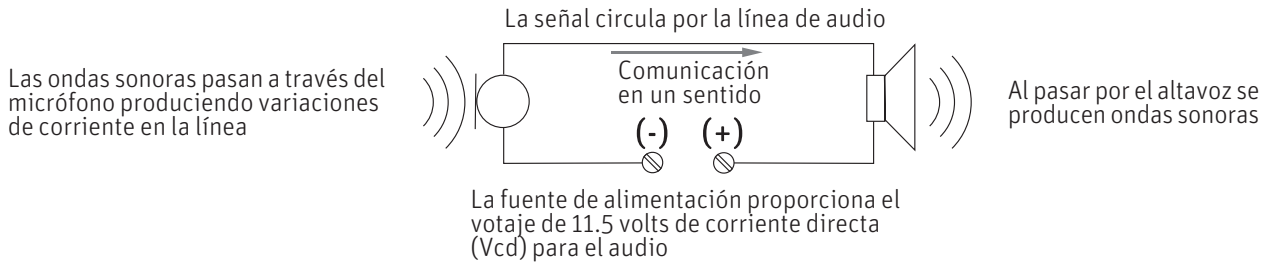 La señal circula por la línea de audio
Las ondas sonoras pasan a través del
micrófono produciendo variaciones
de corriente en la línea
Comunicación
en un sentido
(-) (+)
Al pasar por el altavoz se
producen ondas sonoras
La fuente de alimentación proporciona el
votaje de 11.5 volts de corriente directa
(Vcd) para el audio